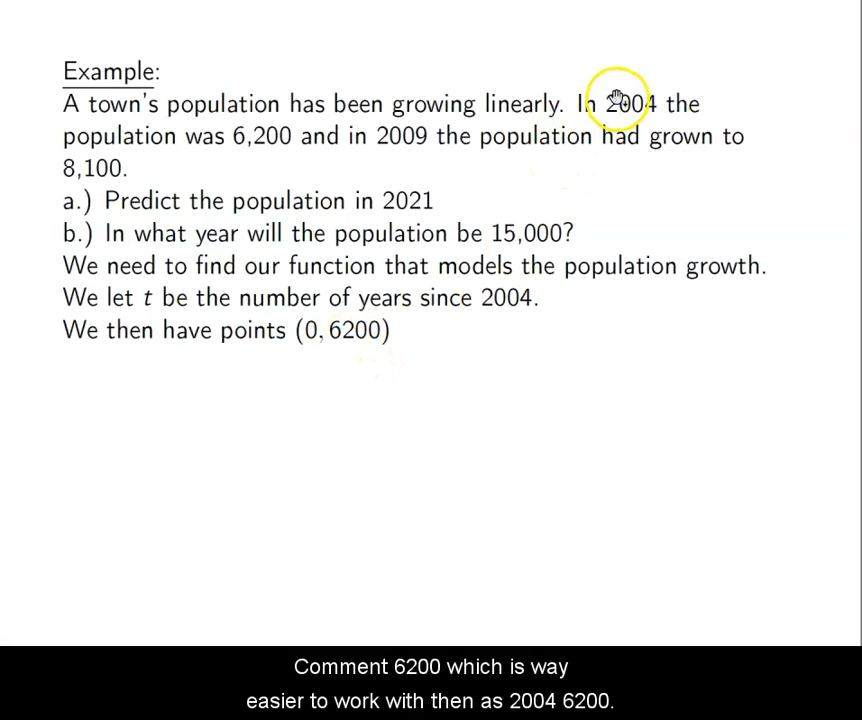 Example:
A town's population has been growing linearly. In 2004 the
population was 6,200 and in 2009 the population had grown to
8,100.
a.) Predict the population in 2021
b.) In what year will the population be 15,000?
We need to find our function that models the population growth.
We let t be the number of years since 2004.
We then have points (0, 6200)
Comment 6200 which is way
easier to work with then as 2004 6200.